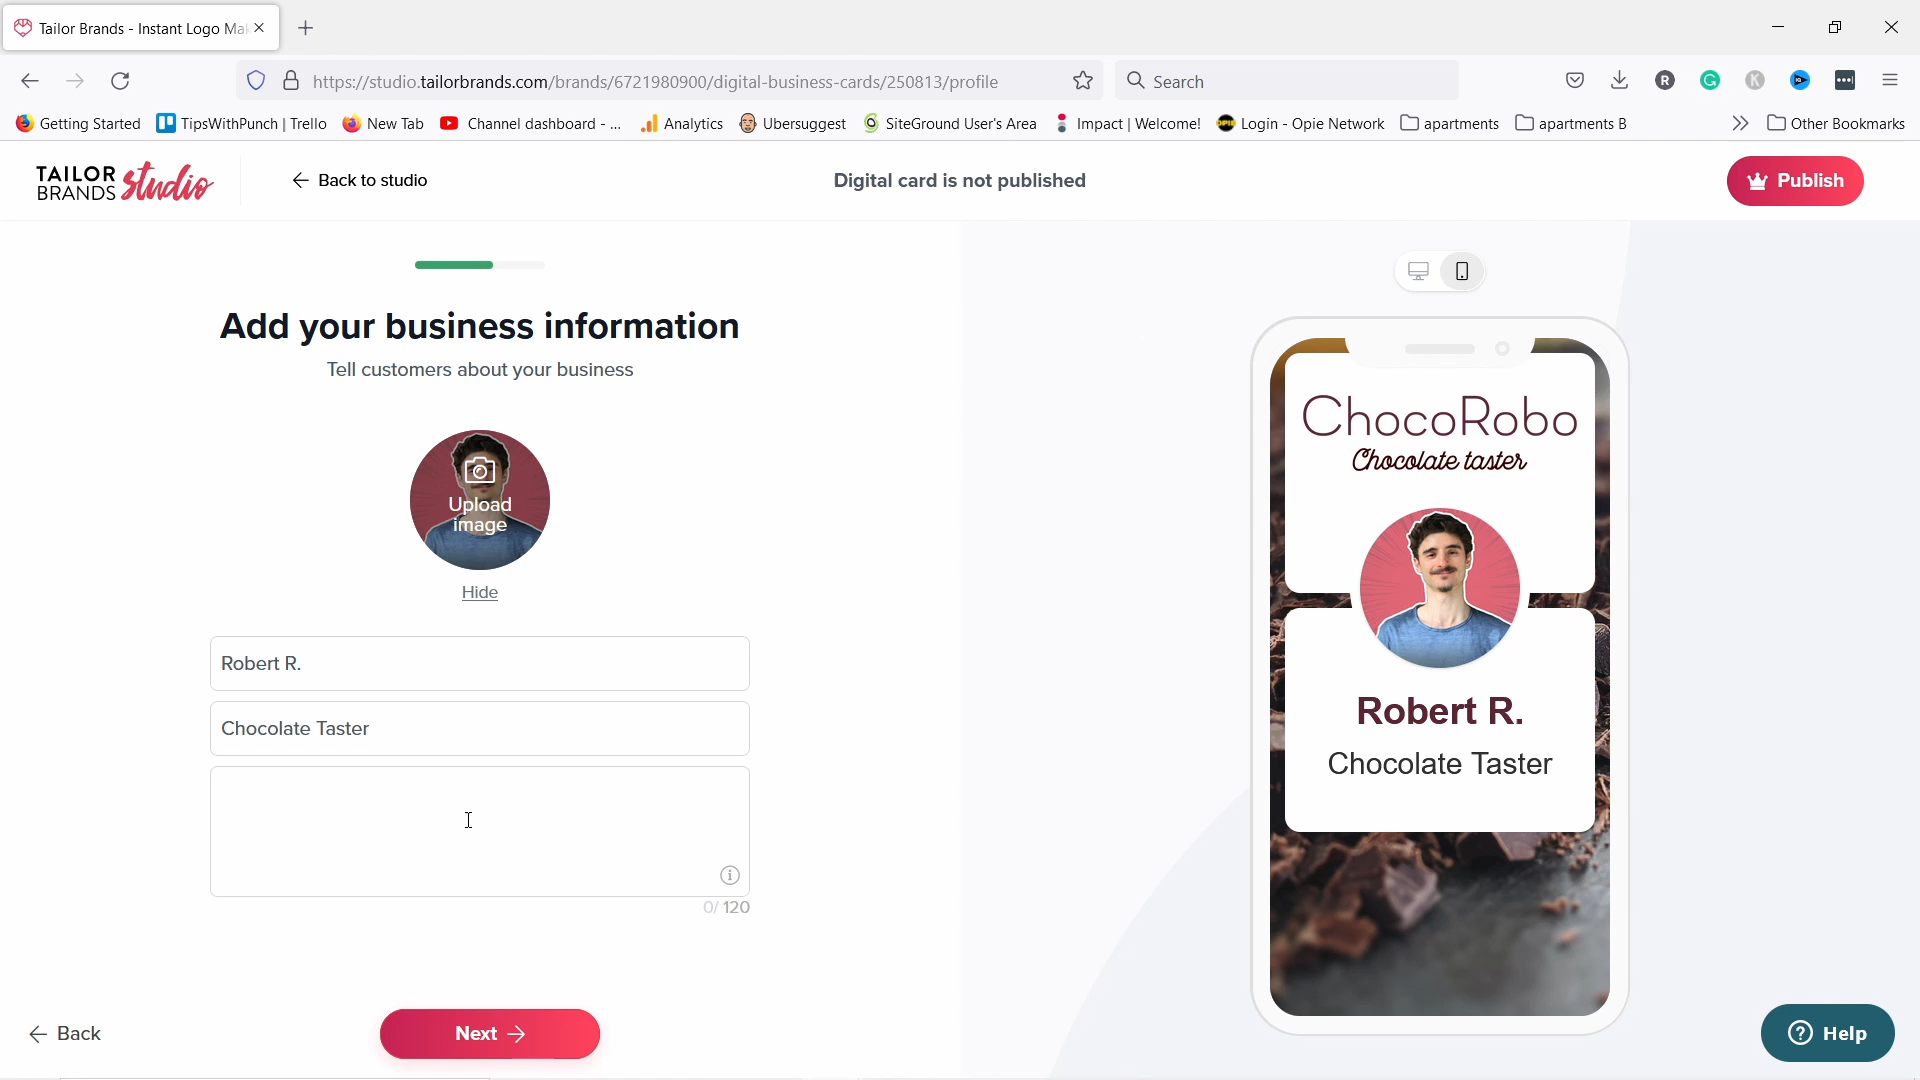 Tailor Brands - Instant Logo Ma
https://studio.tailorbrands.com/brands/6721980900/digital-business-cards/250813/profile
Search
R
K
Getting Started
TipsWithPunch | Trello
New Tab
Channel dashboard - ...
Analytics
Ubersuggest
SiteGround User's Area
Impact | Welcome!
Login - Opie Network
apartments
apartments B
Other Bookmarks
TAILOR BRANDS studio
Back to studio
Digital card is not published
Publish
Add your business information
Tell customers about your business
Upload
image
Hide
Robert R.
Chocolate Taster
0/ 120
Back
Next
ChocoRobo
Chocolate taster
Robert R.
Chocolate Taster
Help